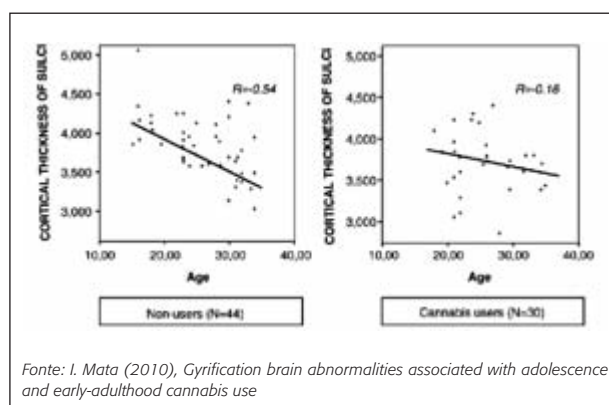 CORTICAL THICKNESS OF SULCI
5,000
4,500
4,000
3,500
3,000
R=-0.54
10,00 20,00 30,00 40,00
Age
Non-users (N=44)
CORTICAL THICKNESS OF SULCI
5,000
4,500
4,000
3,500
3,000
R=-0.16
10,00 20,00 30,00 40,00
Age
Cannabis users (N=30)
Fonte: I. Mata (2010), Gyrification brain abnormalities associated with adolescence
and early-adulthood cannabis use